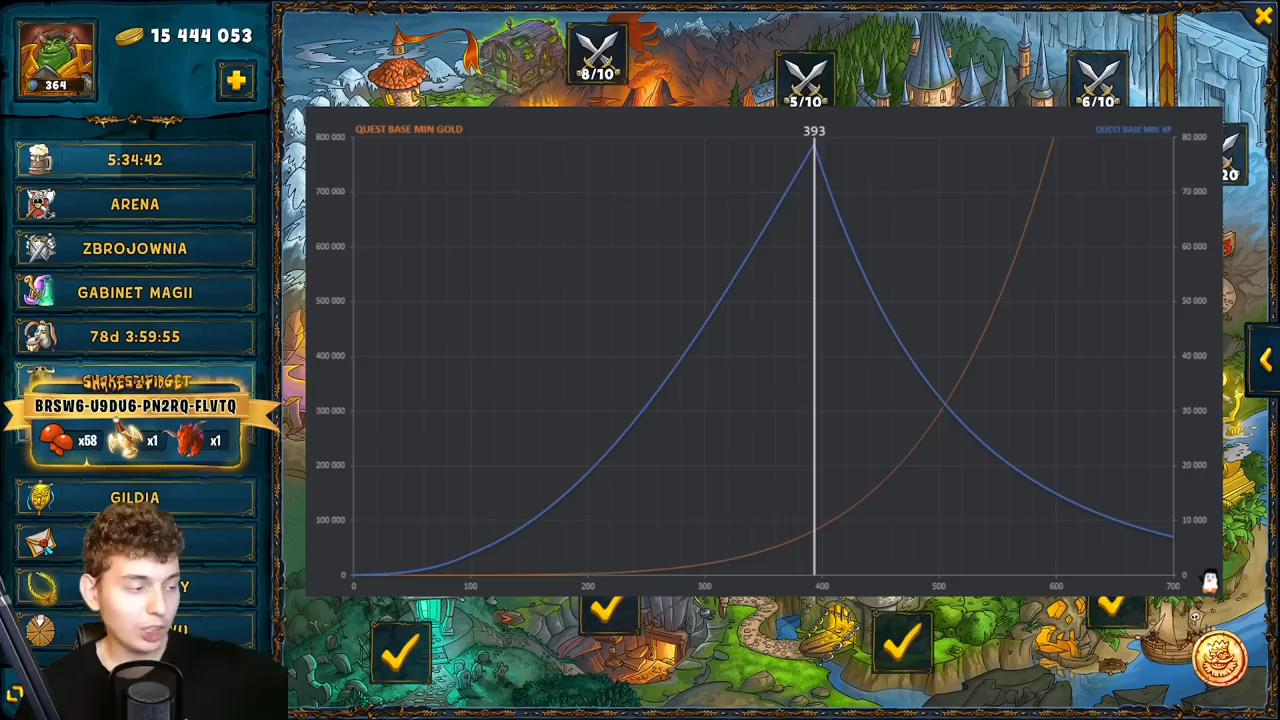 15 444 053
364
5:34:42
ARENA
ZBROJOWNIA
GABINET MAGII
78d 3:59:55
SHAKES & FIDGET
BRSW6-U9DU6-PN2RQ-FLVTQ
x58 x1 x1
GILDIA
Y
8/10
5/10
6/10
20
QUEST BASE MIN GOLD
393
QUEST BASE MIN XP
800 000
700 000
600 000
500 000
400 000
300 000
200 000
100 000
0
80 000
70 000
60 000
50 000
40 000
30 000
20 000
10 000
0
0 100 200 300 400 500 600 700